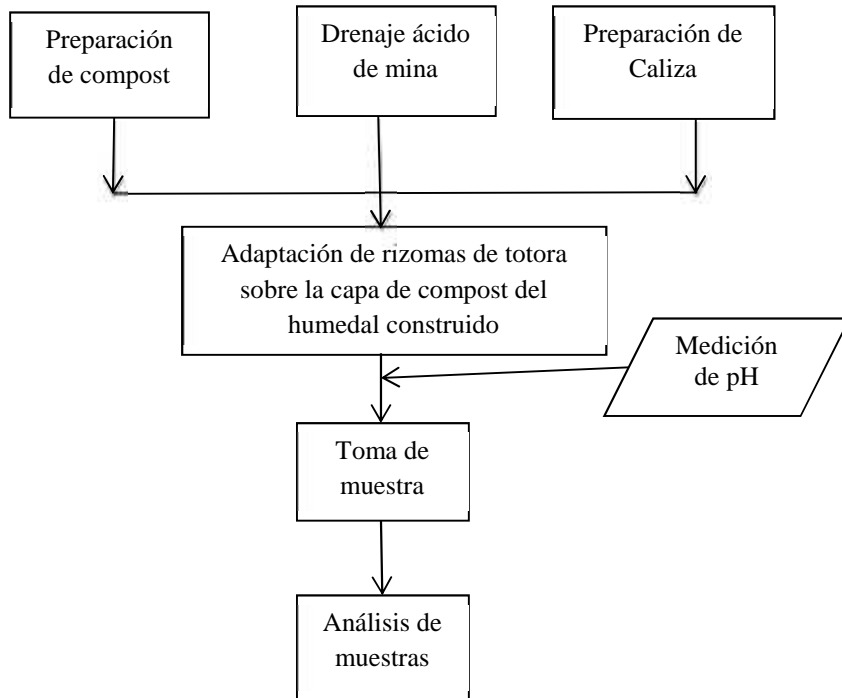 Preparación
de compost
Drenaje ácido
de mina
Preparación de
Caliza
Adaptación de rizomas de totora
sobre la capa de compost del
humedal construido
Medición
de pH
Toma de
muestra
Análisis de
muestras